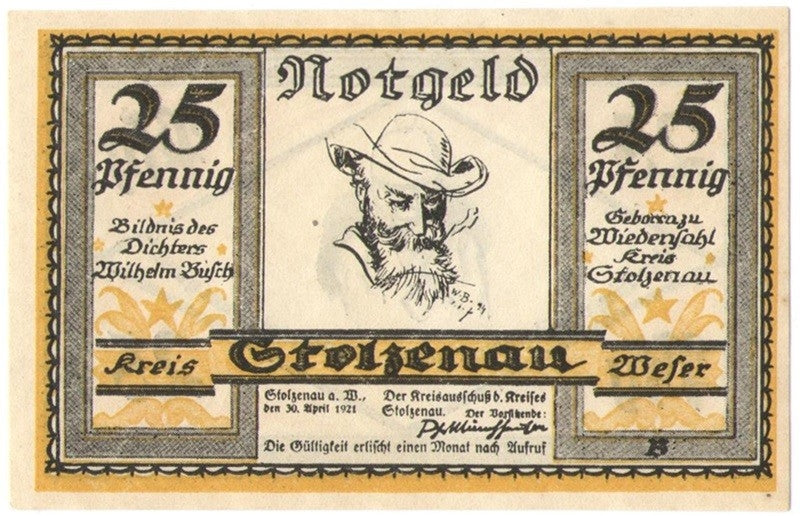 Notgeld
25
Pfennig
Bildnis des
Dichters
Wilhelm Busch
25
Pfennig
Geboren zu
Wiedensahl
Kreis
Stolzenau
W.B. 94
Kreis
Stolzenau
Weser
Stolzenau a. W.,
den 30. April 1921
Der Kreisausschuß d. Kreises
Stolzenau. Der Vorsitzende:
Die Gültigkeit erlischt einen Monat nach Aufruf
B